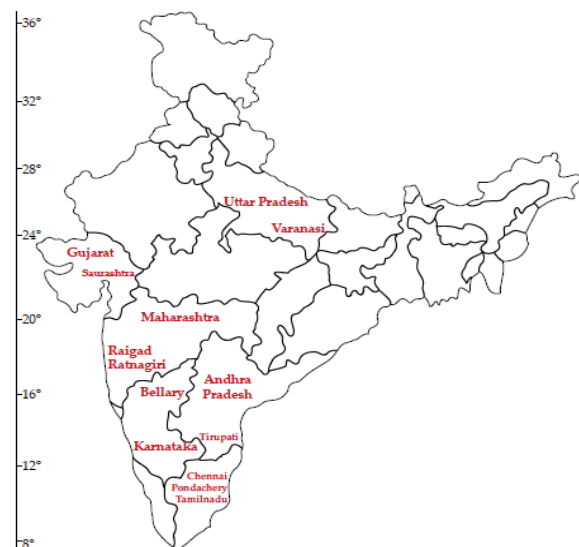 36°
32°
28°
Uttar Pradesh
Varanasi
24°
Gujarat
Saurashtra
20°
Maharashtra
Raigad
Ratnagiri
16°
Bellary
Andhra
Pradesh
Tirupati
Karnataka
12°
Chennai
Pondachery
Tamilnadu
8°